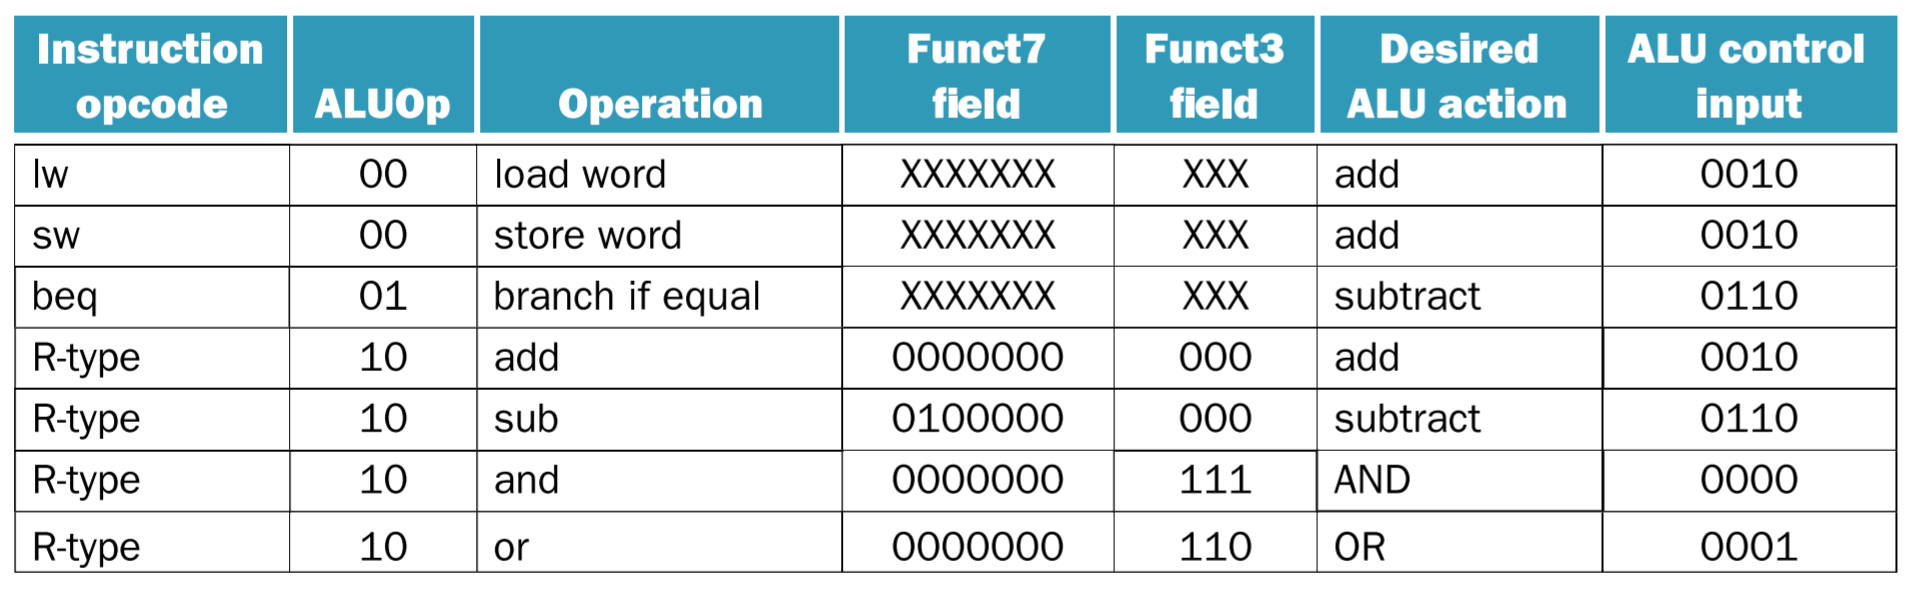 Instruction opcode ALUOp Operation Funct7 field Funct3 field Desired ALU action ALU control input
lw 00 load word XXXXXXX XXX add 0010
sw 00 store word XXXXXXX XXX add 0010
beq 01 branch if equal XXXXXXX XXX subtract 0110
R-type 10 add 0000000 000 add 0010
R-type 10 sub 0100000 000 subtract 0110
R-type 10 and 0000000 111 AND 0000
R-type 10 or 0000000 110 OR 0001